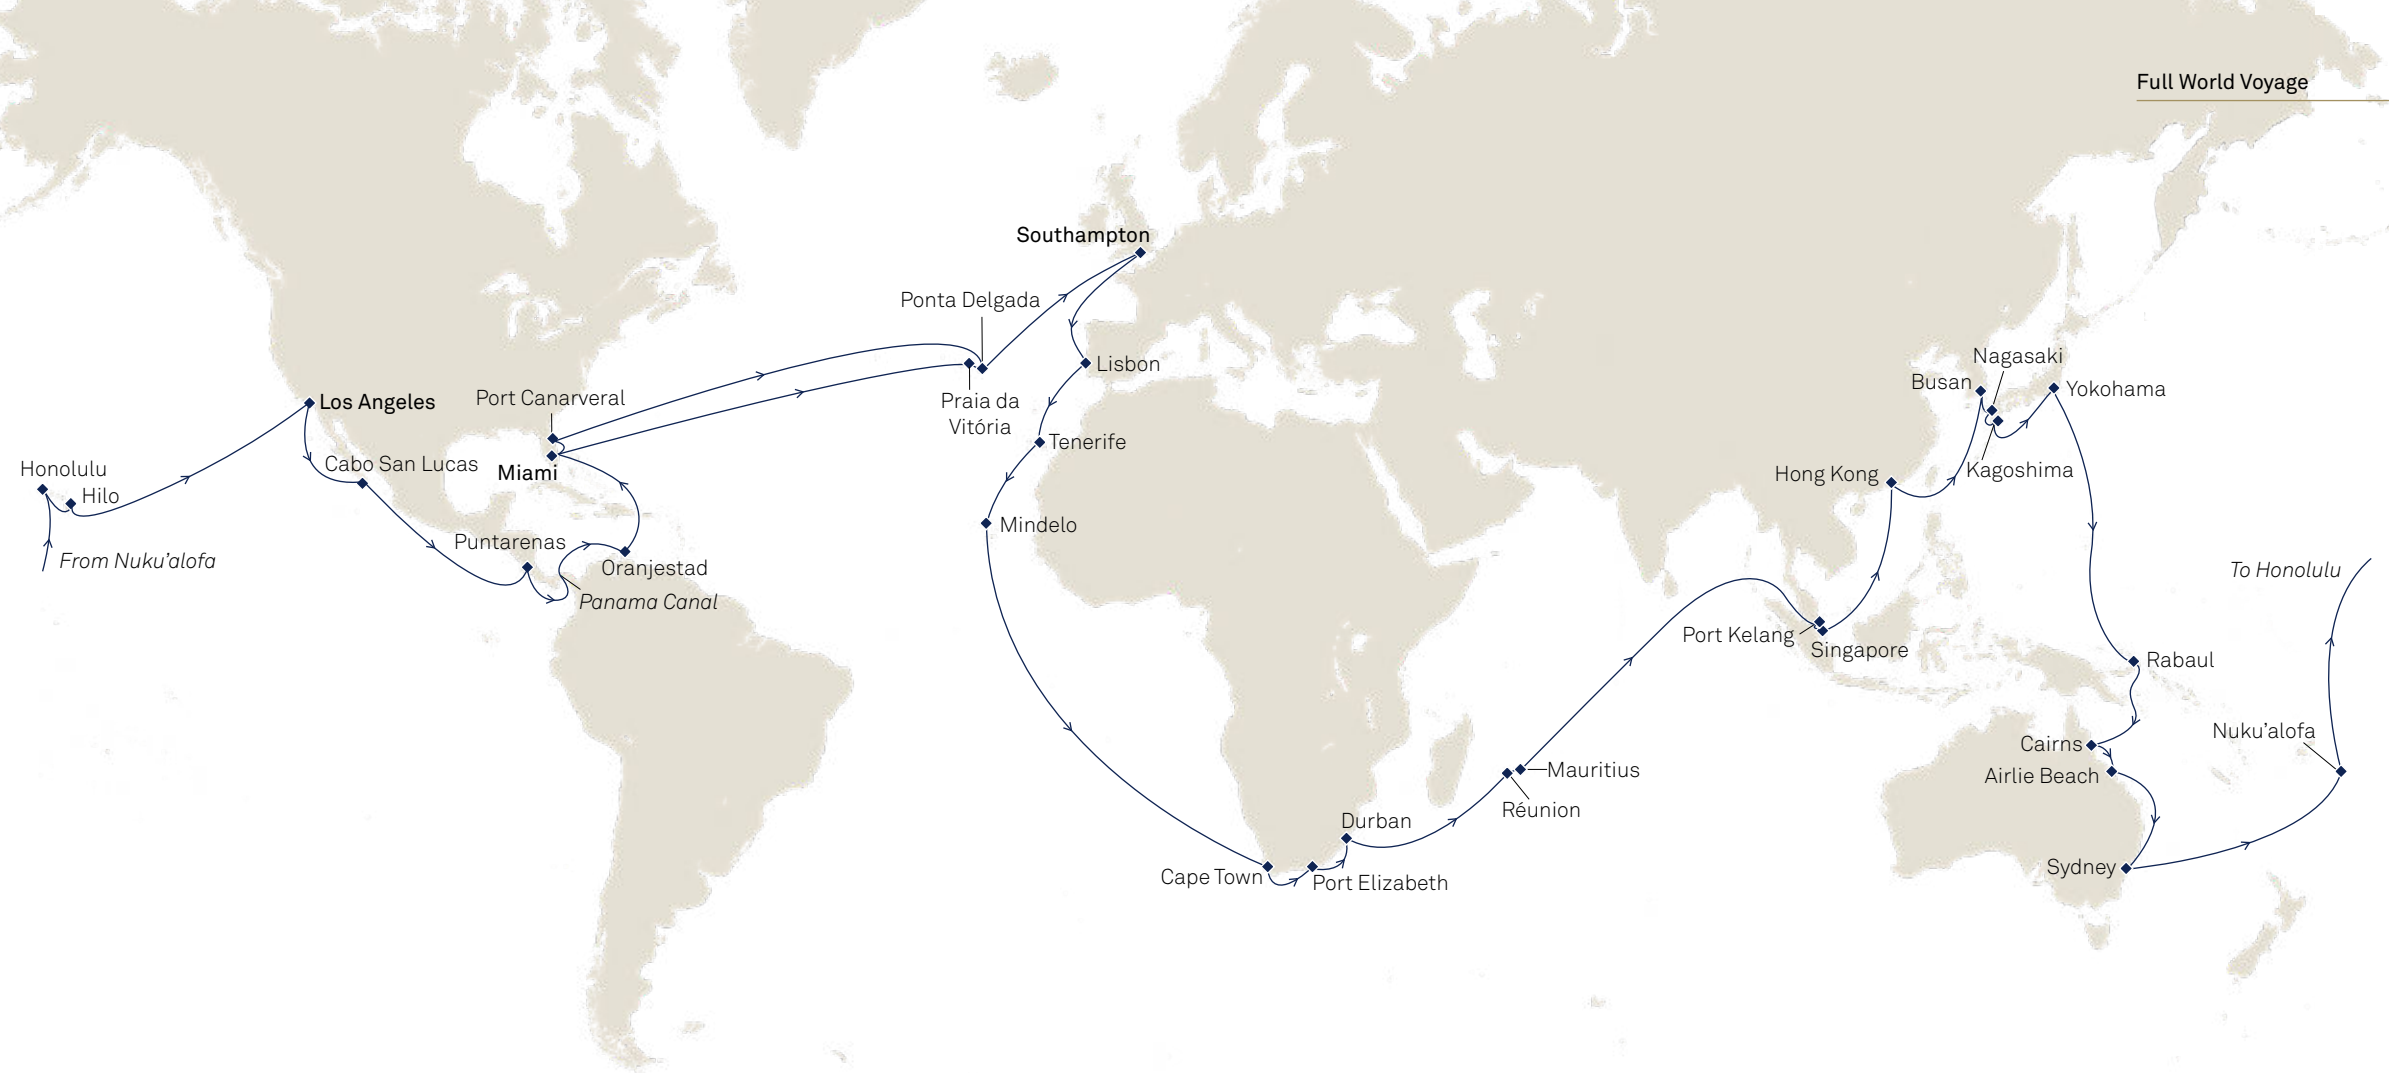 Full World Voyage
Southampton
Ponta Delgada
Lisbon
Nagasaki
Busan
Yokohama
Port Canarveral
Praia da
Vitória
Los Angeles
Tenerife
Honolulu
Cabo San Lucas
Miami
Hong Kong
Kagoshima
Hilo
Mindelo
Puntarenas
From Nuku’alofa
Oranjestad
To Honolulu
Panama Canal
Port Kelang
Singapore
Rabaul
Nuku’alofa
Cairns
Mauritius
Airlie Beach
Réunion
Durban
Sydney
Cape Town
Port Elizabeth